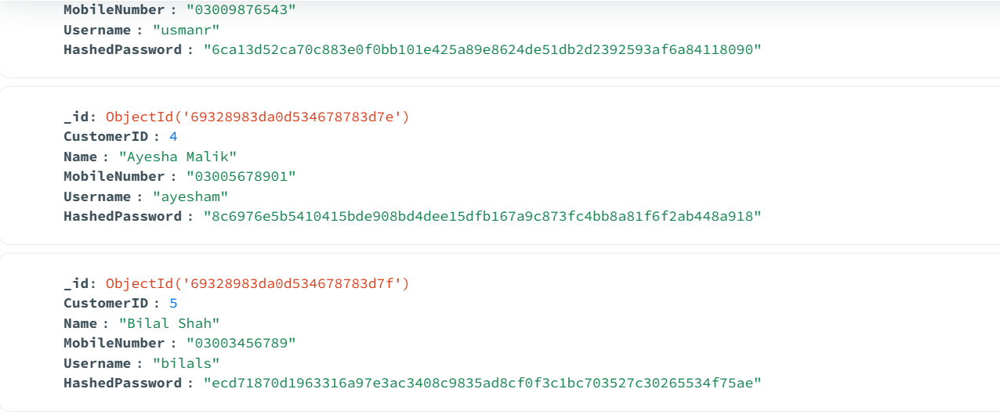 MobileNumber : "03009876543"
Username : "usmanr"
HashedPassword : "6ca13d52ca70c883e0f0bb101e425a89e8624de51db2d2392593af6a84118090"
_id: ObjectId('69328983da0d534678783d7e')
CustomerID : 4
Name : "Ayesha Malik"
MobileNumber : "03005678901"
Username : "ayesham"
HashedPassword : "8c6976e5b5410415bde908bd4dee15dfb167a9c873fc4bb8a81f6f2ab448a918"
_id: ObjectId('69328983da0d534678783d7f')
CustomerID : 5
Name : "Bilal Shah"
MobileNumber : "03003456789"
Username : "bilals"
HashedPassword : "ecd71870d1963316a97e3ac3408c9835ad8cf0f3c1bc703527c30265534f75ae"